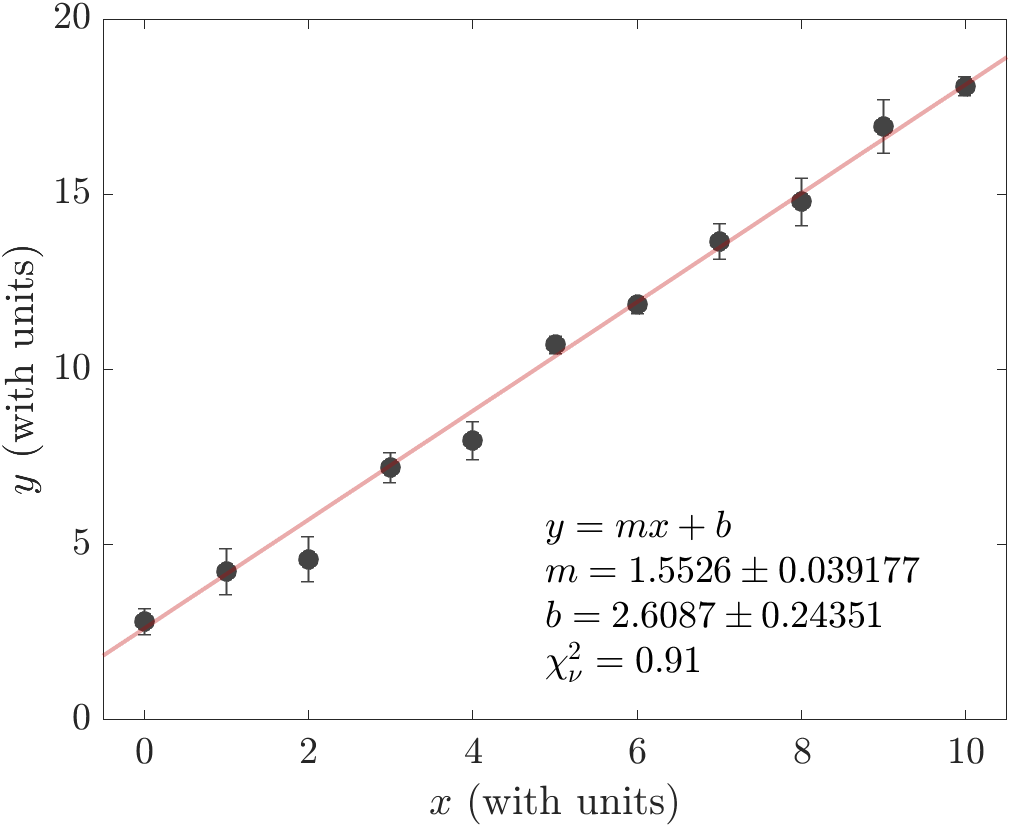 20
15
10
5
0
y (with units)
y = mx + b
m = 1.5526 ± 0.039177
b = 2.6087 ± 0.24351
χ²ᵥ = 0.91
0 2 4 6 8 10
x (with units)